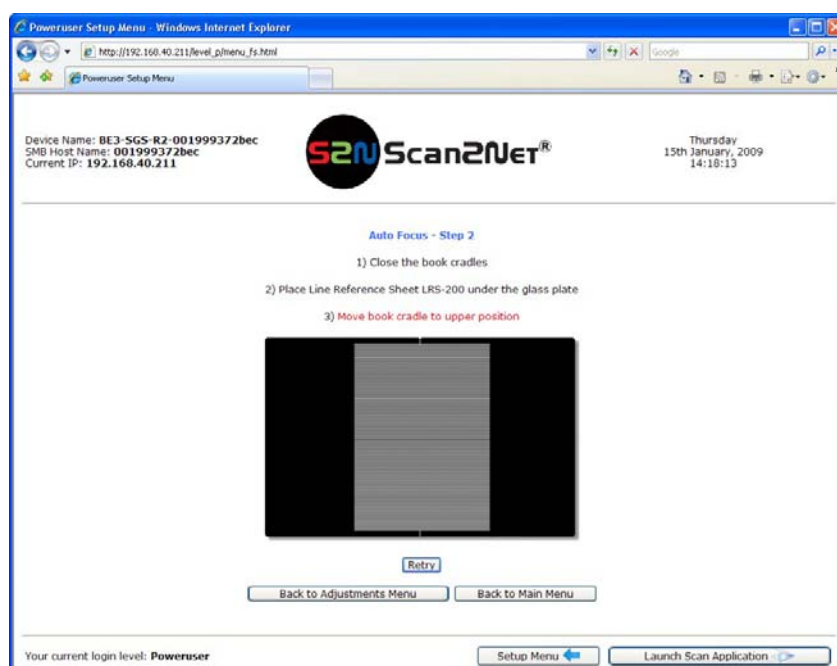 Poweruser Setup Menu - Windows Internet Explorer
http://192.168.40.211/level_p/menu_fs.html
Google
Poweruser Setup Menu
Device Name: BE3-SGS-R2-001999372bec
SMB Host Name: 001999372bec
Current IP: 192.168.40.211
S2N Scan2Net®
Thursday
15th January, 2009
14:18:13
Auto Focus - Step 2
1) Close the book cradles
2) Place Line Reference Sheet LRS-200 under the glass plate
3) Move book cradle to upper position
Retry
Back to Adjustments Menu
Back to Main Menu
Your current login level: Poweruser
Setup Menu
Launch Scan Application